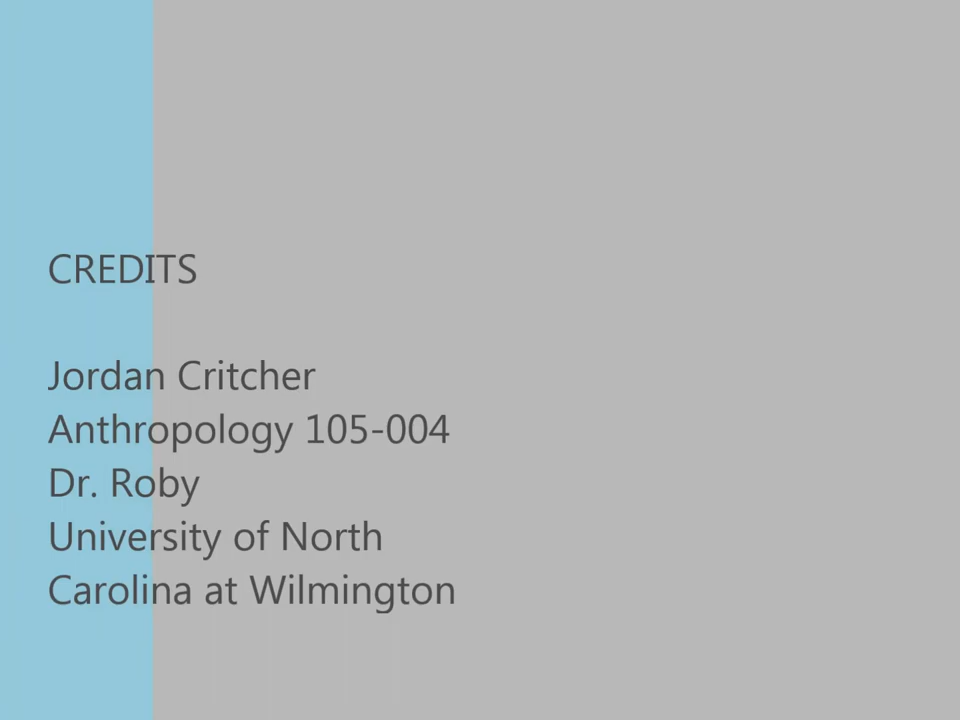 CREDITS
Jordan Critcher
Anthropology 105-004
Dr. Roby
University of North
Carolina at Wilmington